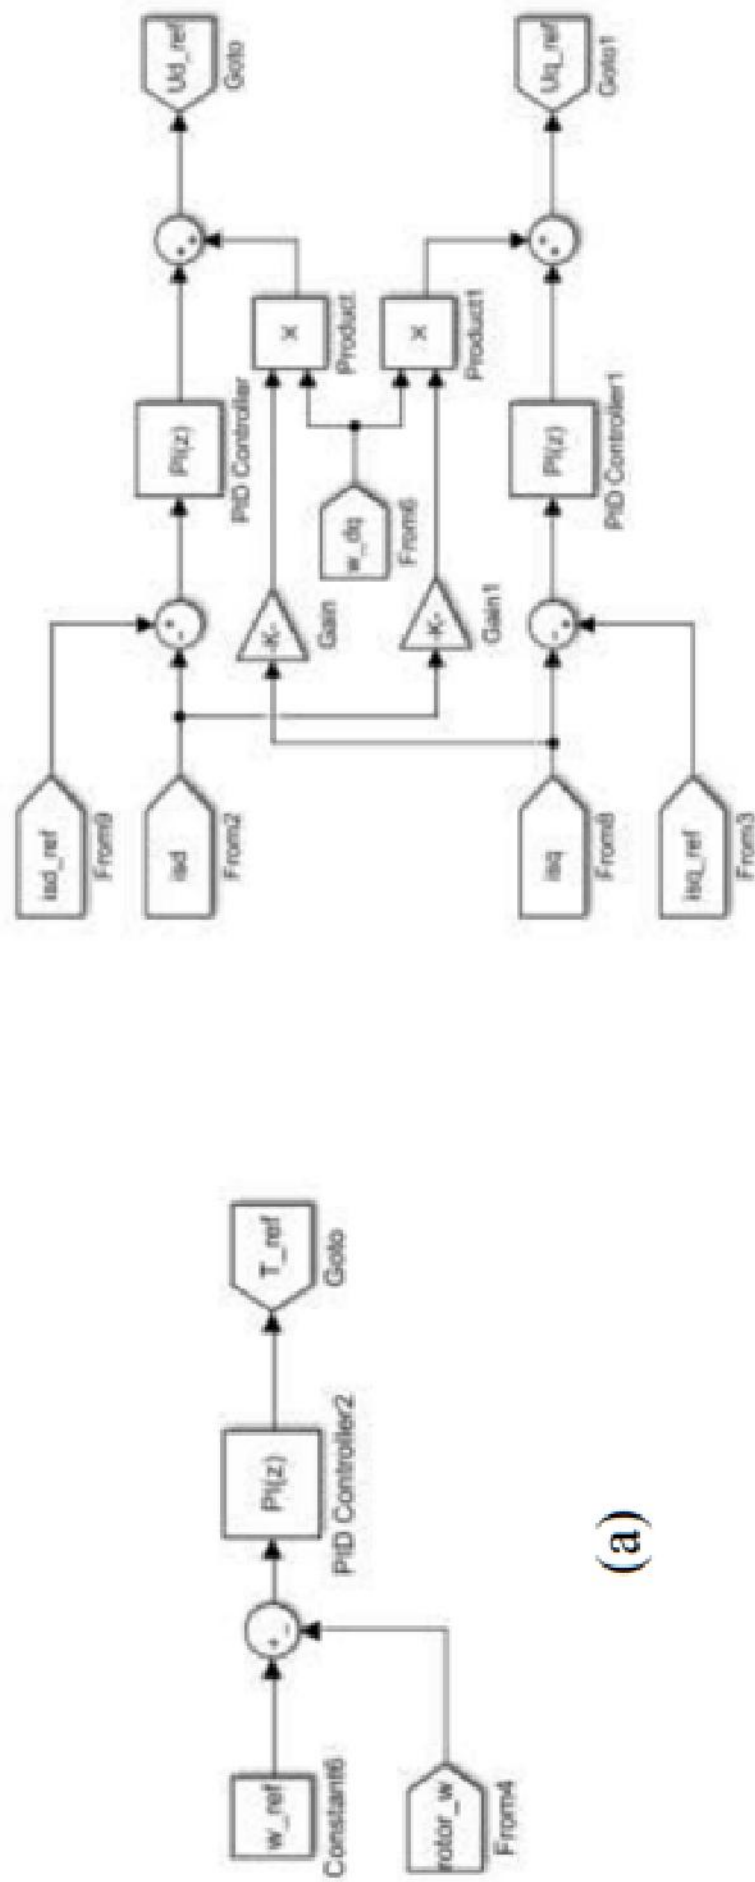 w_ref
Constant6
rotor_w
From4
+
-
PI(z)
PID Controller2
T_ref
Goto
(a)
isd_ref
From9
isd
From2
isq
From8
isq_ref
From3
-K-
Gain
-K-
Gain1
w_dq
From6
PI(z)
PID Controller
PI(z)
PID Controller1
X
Product
X
Product1
Ud_ref
Goto
Uq_ref
Goto1